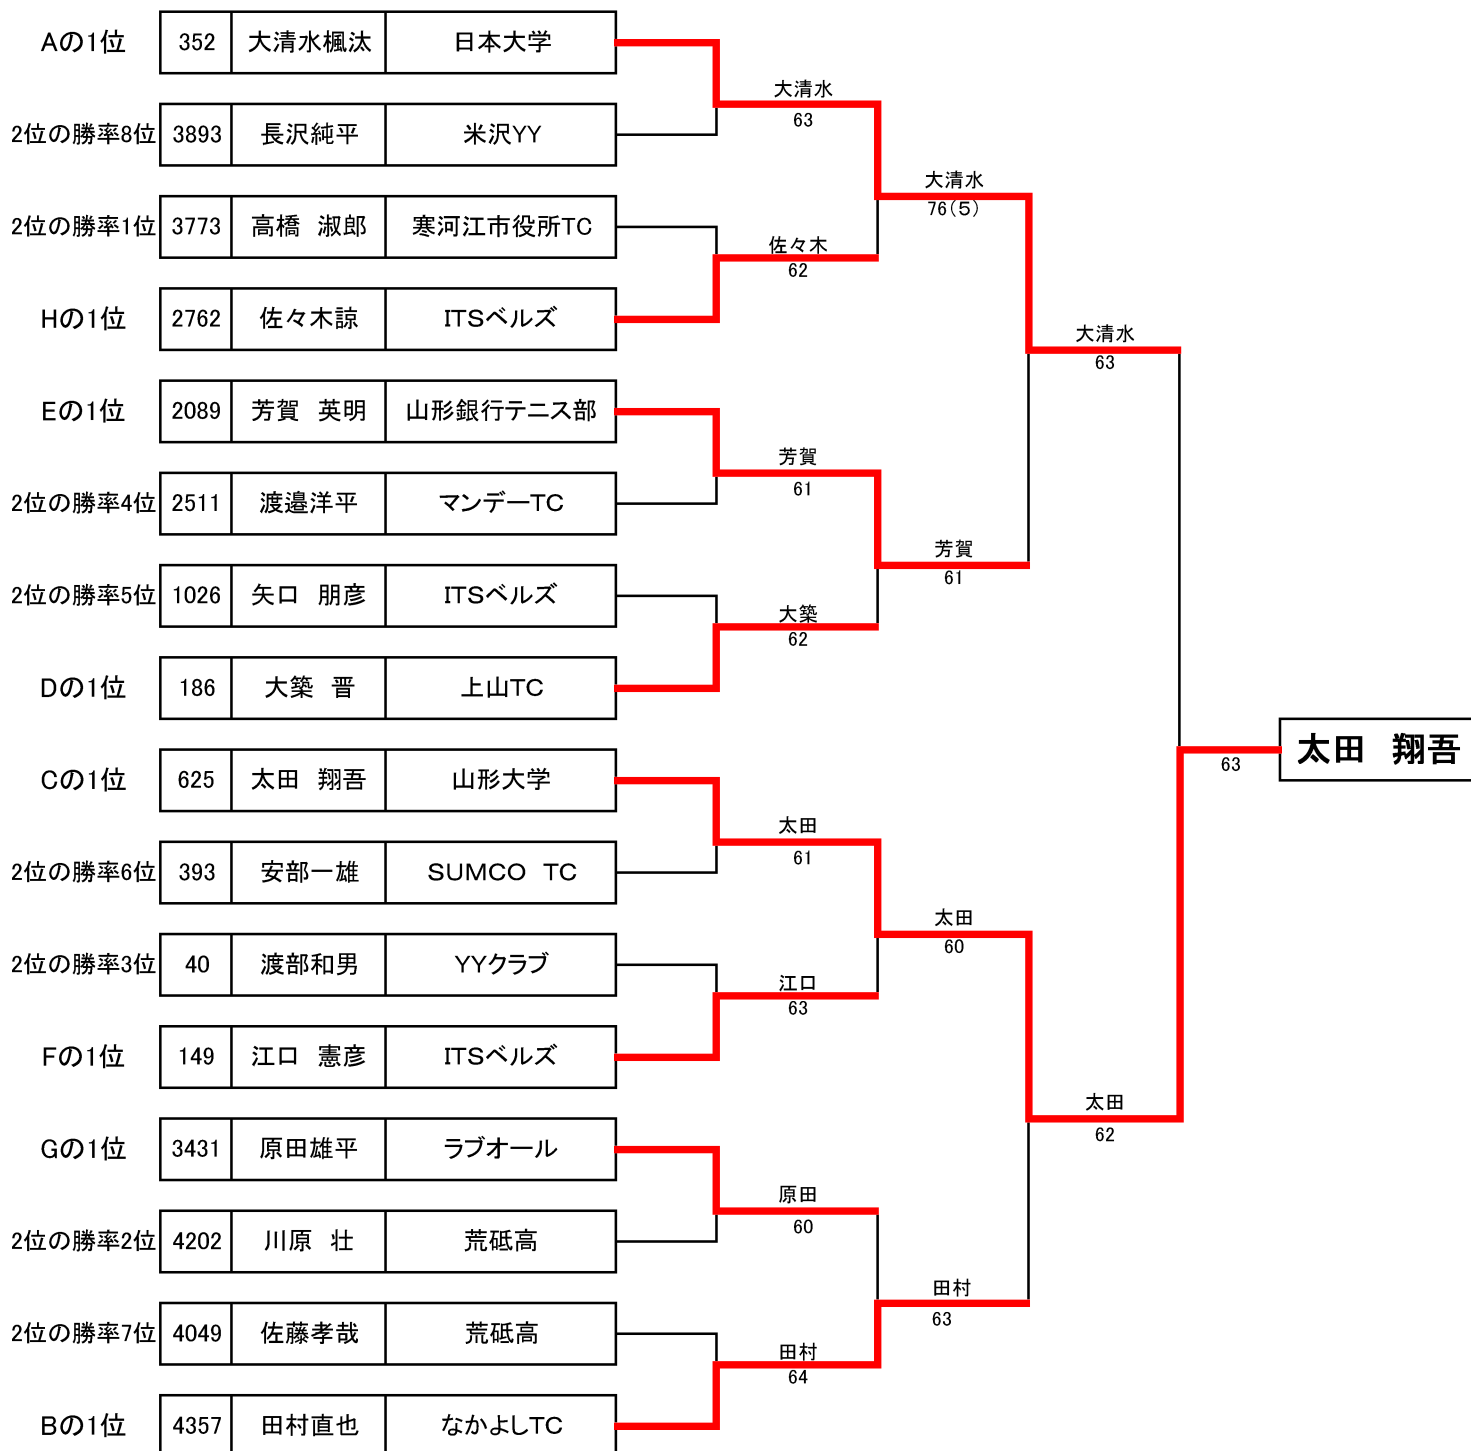 Aの1位 352 大清水楓汰 日本大学
大清水
63
2位の勝率8位 3893 長沢純平 米沢YY
大清水
76(5)
2位の勝率1位 3773 高橋 淑郎 寒河江市役所TC
佐々木
62
Hの1位 2762 佐々木諒 ITSベルズ
大清水
63
Eの1位 2089 芳賀 英明 山形銀行テニス部
芳賀
61
2位の勝率4位 2511 渡邉洋平 マンデーTC
芳賀
61
2位の勝率5位 1026 矢口 朋彦 ITSベルズ
大築
62
Dの1位 186 大築 晋 上山TC
太田 翔吾
63
Cの1位 625 太田 翔吾 山形大学
太田
61
2位の勝率6位 393 安部一雄 SUMCO TC
太田
60
2位の勝率3位 40 渡部和男 YYクラブ
江口
63
Fの1位 149 江口 憲彦 ITSベルズ
太田
62
Gの1位 3431 原田雄平 ラブオール
原田
60
2位の勝率2位 4202 川原 壮 荒砥高
田村
63
2位の勝率7位 4049 佐藤孝哉 荒砥高
田村
64
Bの1位 4357 田村直也 なかよしTC